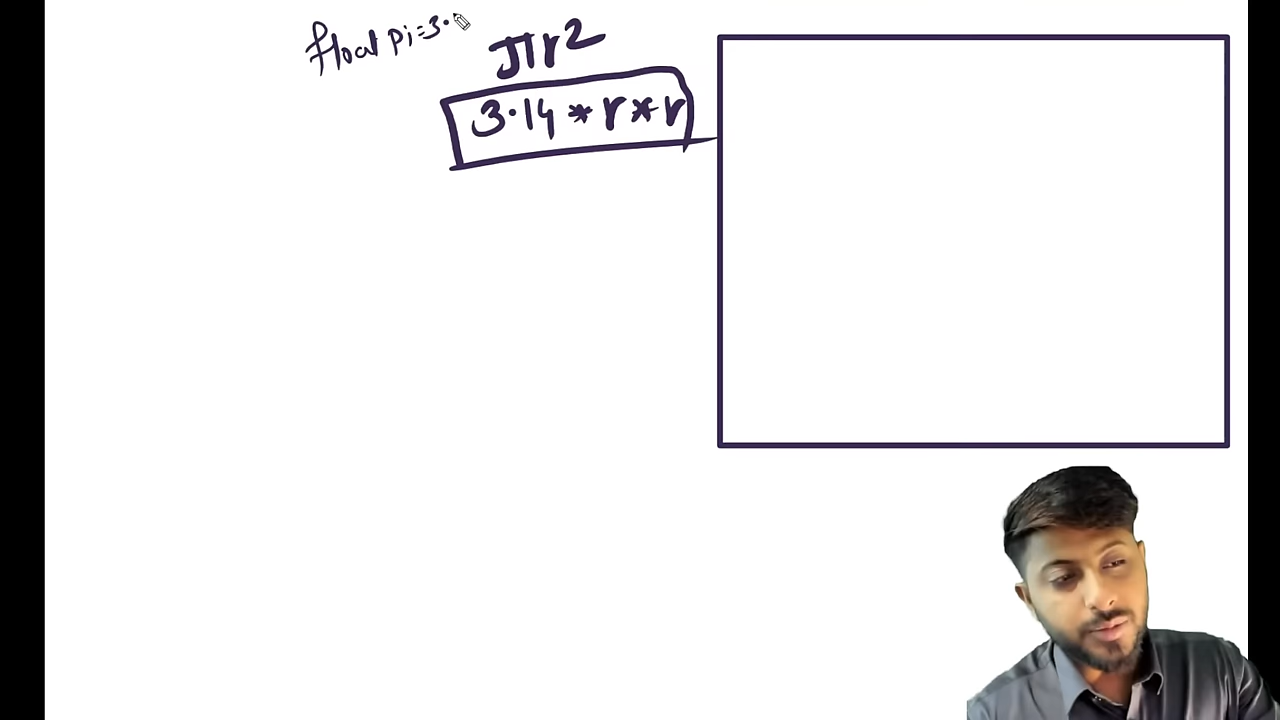 float pi=3.
πr2
3.14 * r * r